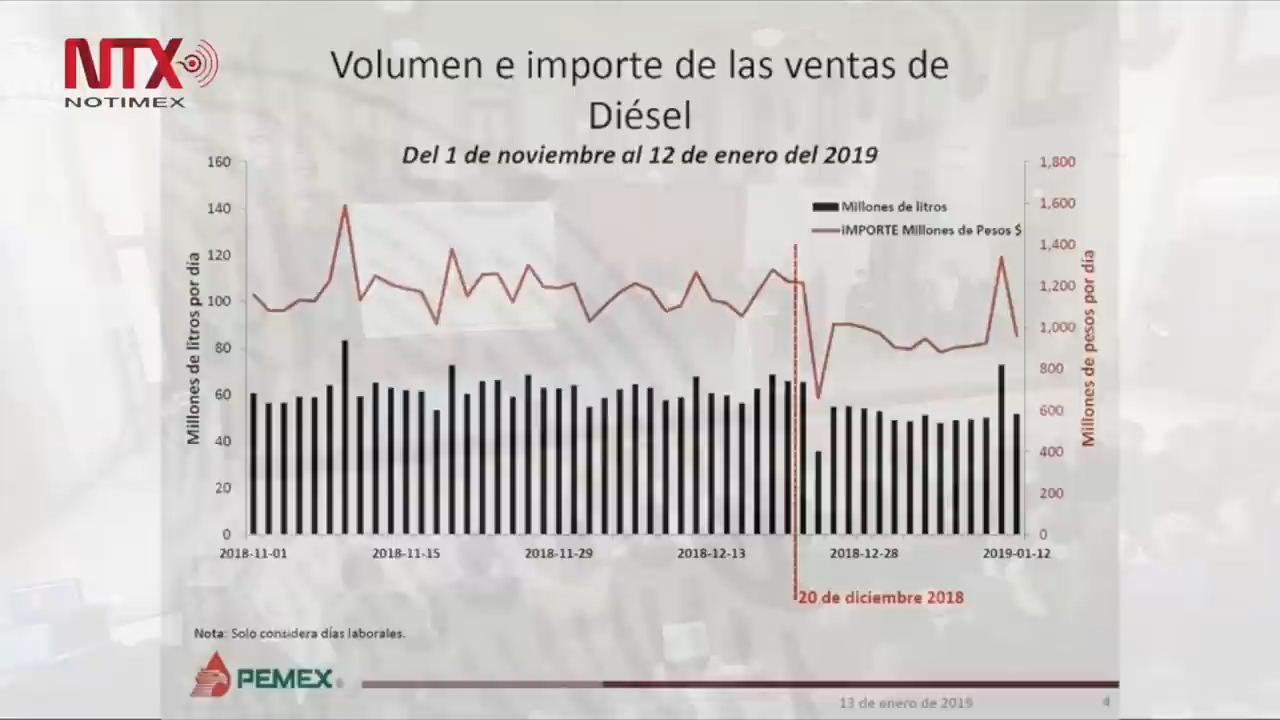 NTX
NOTIMEX
Volumen e importe de las ventas de
Diésel
Del 1 de noviembre al 12 de enero del 2019
160
140
120
100
80
60
40
20
0
Millones de litros por día
1,800
1,600
1,400
1,200
1,000
800
600
400
200
0
Millones de pesos por día
Millones de litros
IMPORTE Millones de Pesos $
2018-11-01
2018-11-15
2018-11-29
2018-12-13
2018-12-28
2019-01-12
20 de diciembre 2018
Nota: Solo considera días laborales.
PEMEX
13 de enero de 2019
4